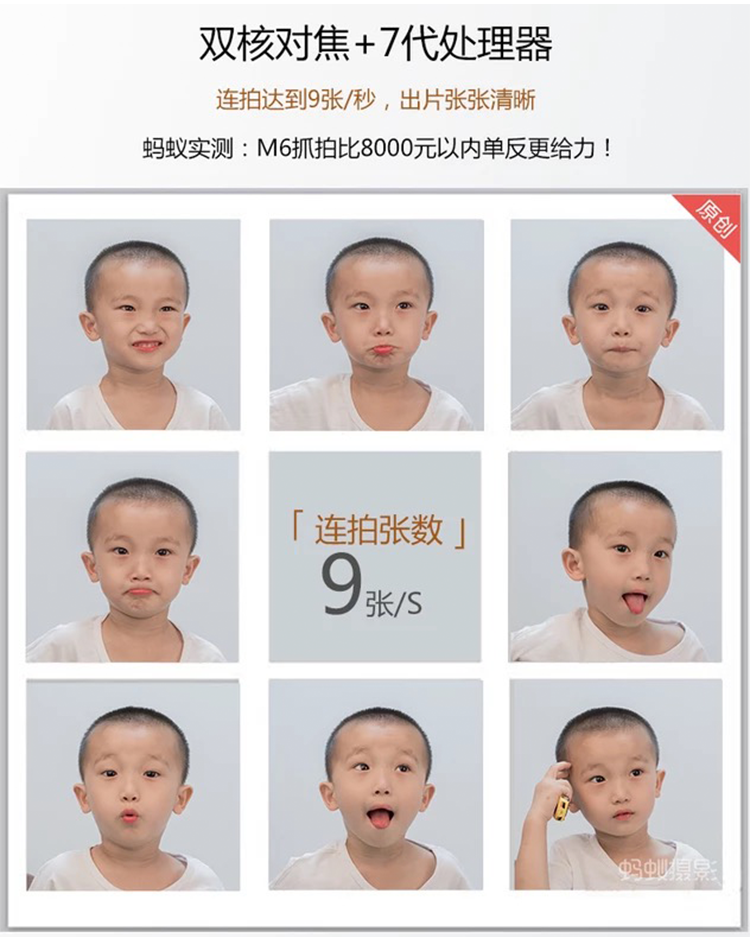 双核对焦+7代处理器
连拍达到9张/秒，出片张张清晰
蚂蚁实测：M6抓拍比8000元以内单反更给力！
原创
「 连拍张数 」
9张/S
蚂蚁摄影